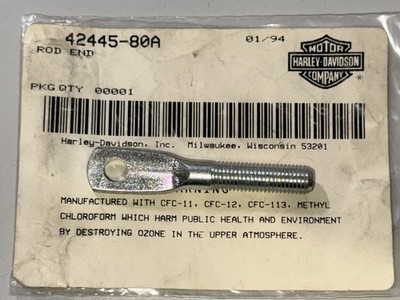 42445-80A 01/94
ROD END
MOTOR
HARLEY-DAVIDSON
COMPANY
PKG QTY 00001
Harley-Davidson, Inc. Milwaukee, Wisconsin 53201
MANUFACTURED WITH CFC-11, CFC-12, CFC-113, METHYL
CHLOROFORM WHICH HARM PUBLIC HEALTH AND ENVIRONMENT
BY DESTROYING OZONE IN THE UPPER ATMOSPHERE.